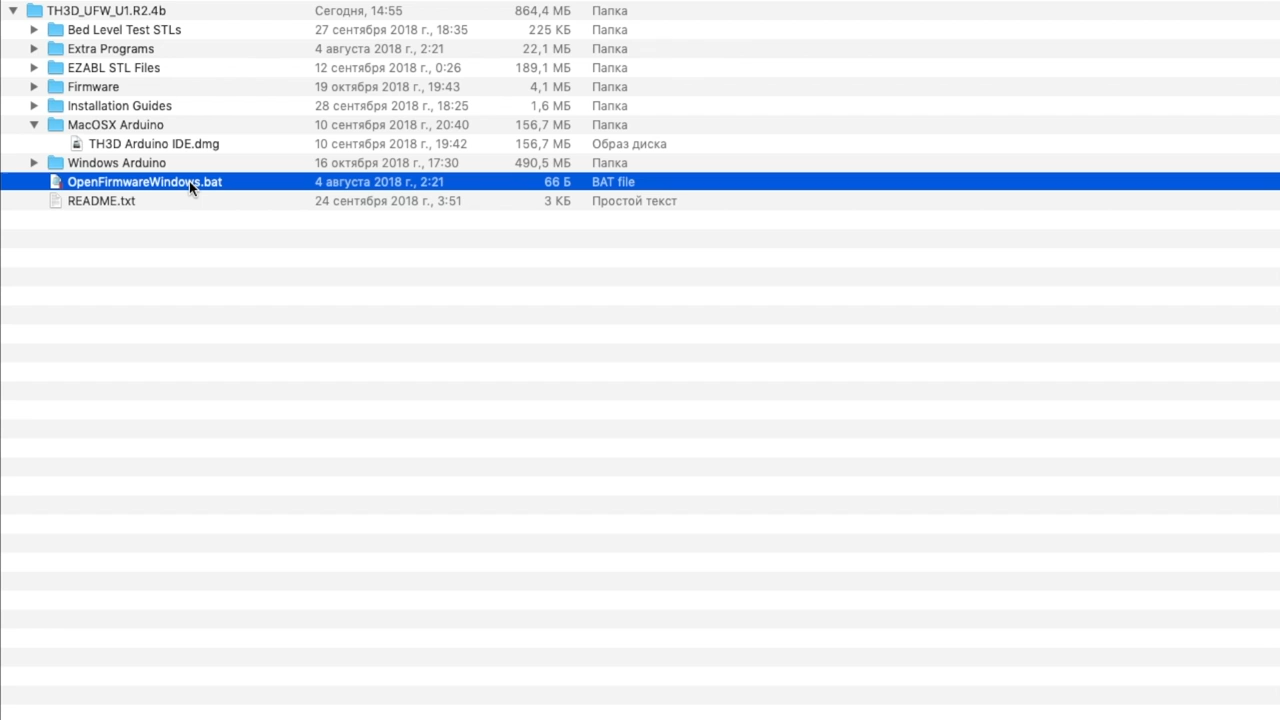 TH3D_UFW_U1.R2.4b Сегодня, 14:55 864,4 МБ Папка
Bed Level Test STLs 27 сентября 2018 г., 18:35 225 КБ Папка
Extra Programs 4 августа 2018 г., 2:21 22,1 МБ Папка
EZABL STL Files 12 сентября 2018 г., 0:26 189,1 МБ Папка
Firmware 19 октября 2018 г., 19:43 4,1 МБ Папка
Installation Guides 28 сентября 2018 г., 18:25 1,6 МБ Папка
MacOSX Arduino 10 сентября 2018 г., 20:40 156,7 МБ Папка
TH3D Arduino IDE.dmg 10 сентября 2018 г., 19:42 156,7 МБ Образ диска
Windows Arduino 16 октября 2018 г., 17:30 490,5 МБ Папка
OpenFirmwareWindows.bat 4 августа 2018 г., 2:21 66 Б BAT file
README.txt 24 сентября 2018 г., 3:51 3 КБ Простой текст